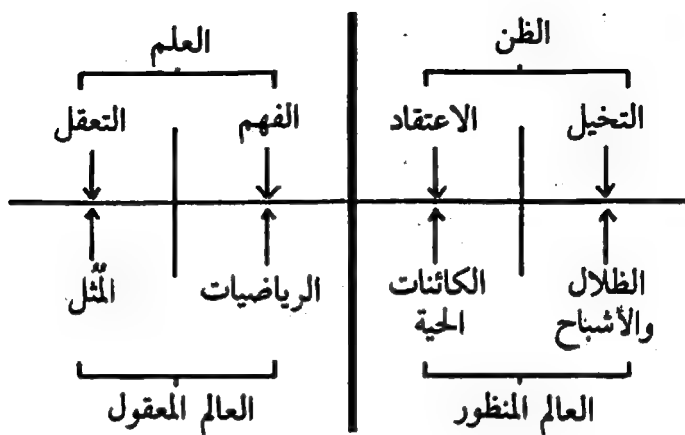 الظن
العلم
التخيل
الاعتقاد
الفهم
التعقل
الظلال
والأشباح
الكائنات
الحية
الرياضيات
المُثل
العالم المنظور
العالم المعقول